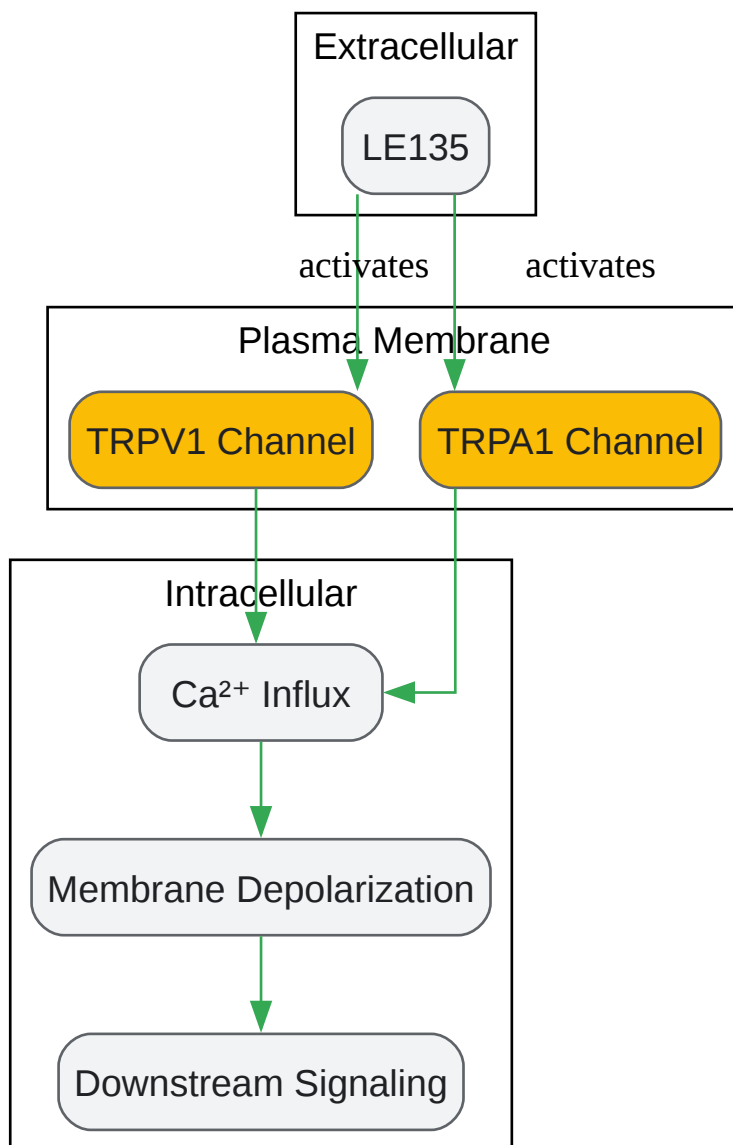 Extracellular
LE135
activates activates
Plasma Membrane
TRPV1 Channel TRPA1 Channel
Intracellular
Ca²⁺ Influx
Membrane Depolarization
Downstream Signaling